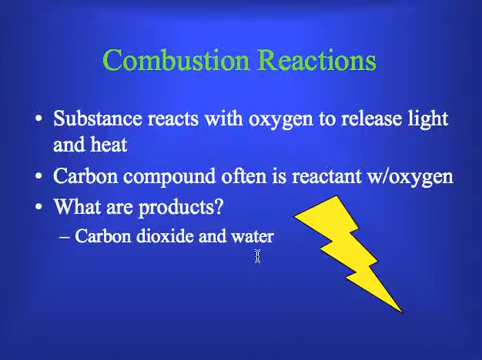 Combustion Reactions
• Substance reacts with oxygen to release light
and heat
• Carbon compound often is reactant w/oxygen
• What are products?
– Carbon dioxide and water